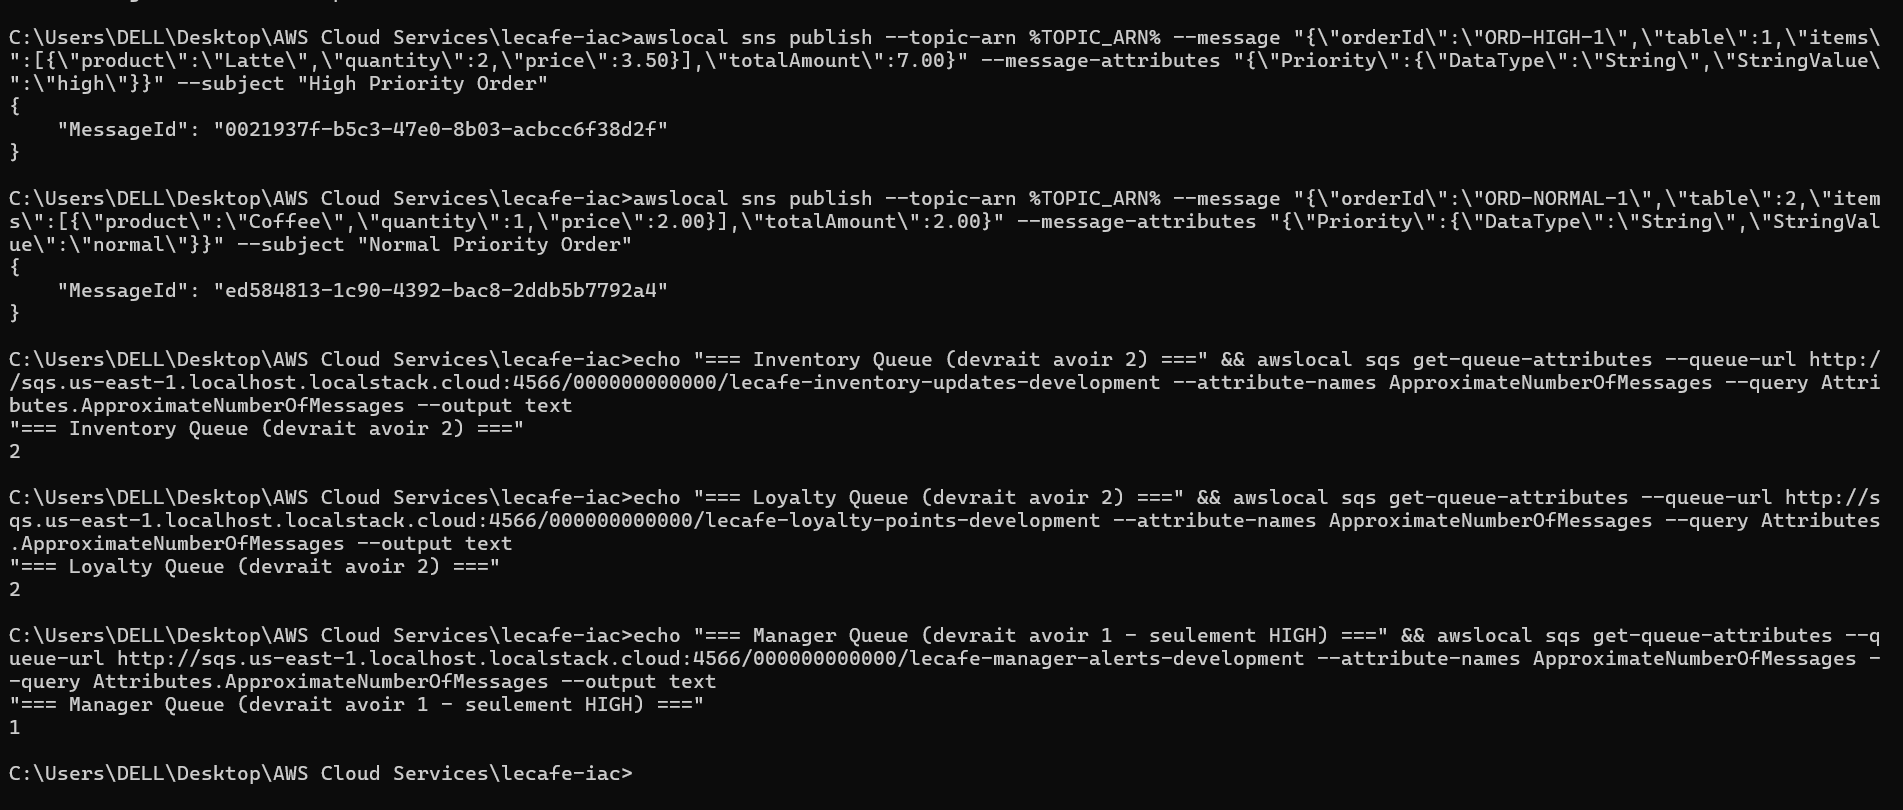 C:\Users\DELL\Desktop\AWS Cloud Services\lecafe-iac>awslocal sns publish --topic-arn %TOPIC_ARN% --message "{\"orderId\":\"ORD-HIGH-1\",\"table\":1,\"items\
":[{\"product\":\"Latte\",\"quantity\":2,\"price\":3.50}],\"totalAmount\":7.00}" --message-attributes "{\"Priority\":{\"DataType\":\"String\",\"StringValue\
":\"high\"}}" --subject "High Priority Order"
{
    "MessageId": "0021937f-b5c3-47e0-8b03-acbcc6f38d2f"
}
C:\Users\DELL\Desktop\AWS Cloud Services\lecafe-iac>awslocal sns publish --topic-arn %TOPIC_ARN% --message "{\"orderId\":\"ORD-NORMAL-1\",\"table\":2,\"item
s\":[{\"product\":\"Coffee\",\"quantity\":1,\"price\":2.00}],\"totalAmount\":2.00}" --message-attributes "{\"Priority\":{\"DataType\":\"String\",\"StringVal
ue\":\"normal\"}}" --subject "Normal Priority Order"
{
    "MessageId": "ed584813-1c90-4392-bac8-2ddb5b7792a4"
}
C:\Users\DELL\Desktop\AWS Cloud Services\lecafe-iac>echo "=== Inventory Queue (devrait avoir 2) ===" && awslocal sqs get-queue-attributes --queue-url http:/
/sqs.us-east-1.localhost.localstack.cloud:4566/000000000000/lecafe-inventory-updates-development --attribute-names ApproximateNumberOfMessages --query Attri
butes.ApproximateNumberOfMessages --output text
"=== Inventory Queue (devrait avoir 2) ==="
2
C:\Users\DELL\Desktop\AWS Cloud Services\lecafe-iac>echo "=== Loyalty Queue (devrait avoir 2) ===" && awslocal sqs get-queue-attributes --queue-url http://s
qs.us-east-1.localhost.localstack.cloud:4566/000000000000/lecafe-loyalty-points-development --attribute-names ApproximateNumberOfMessages --query Attributes
.ApproximateNumberOfMessages --output text
"=== Loyalty Queue (devrait avoir 2) ==="
2
C:\Users\DELL\Desktop\AWS Cloud Services\lecafe-iac>echo "=== Manager Queue (devrait avoir 1 - seulement HIGH) ===" && awslocal sqs get-queue-attributes --q
ueue-url http://sqs.us-east-1.localhost.localstack.cloud:4566/000000000000/lecafe-manager-alerts-development --attribute-names ApproximateNumberOfMessages -
-query Attributes.ApproximateNumberOfMessages --output text
"=== Manager Queue (devrait avoir 1 - seulement HIGH) ==="
1
C:\Users\DELL\Desktop\AWS Cloud Services\lecafe-iac>